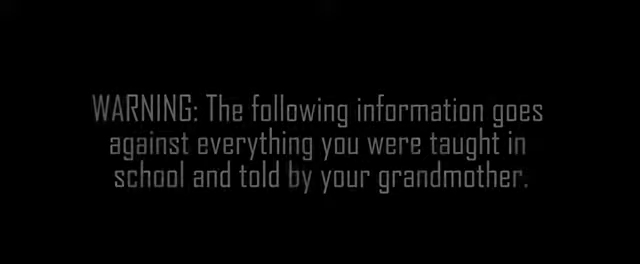 WARNING: The following information goes
against everything you were taught in
school and told by your grandmother.